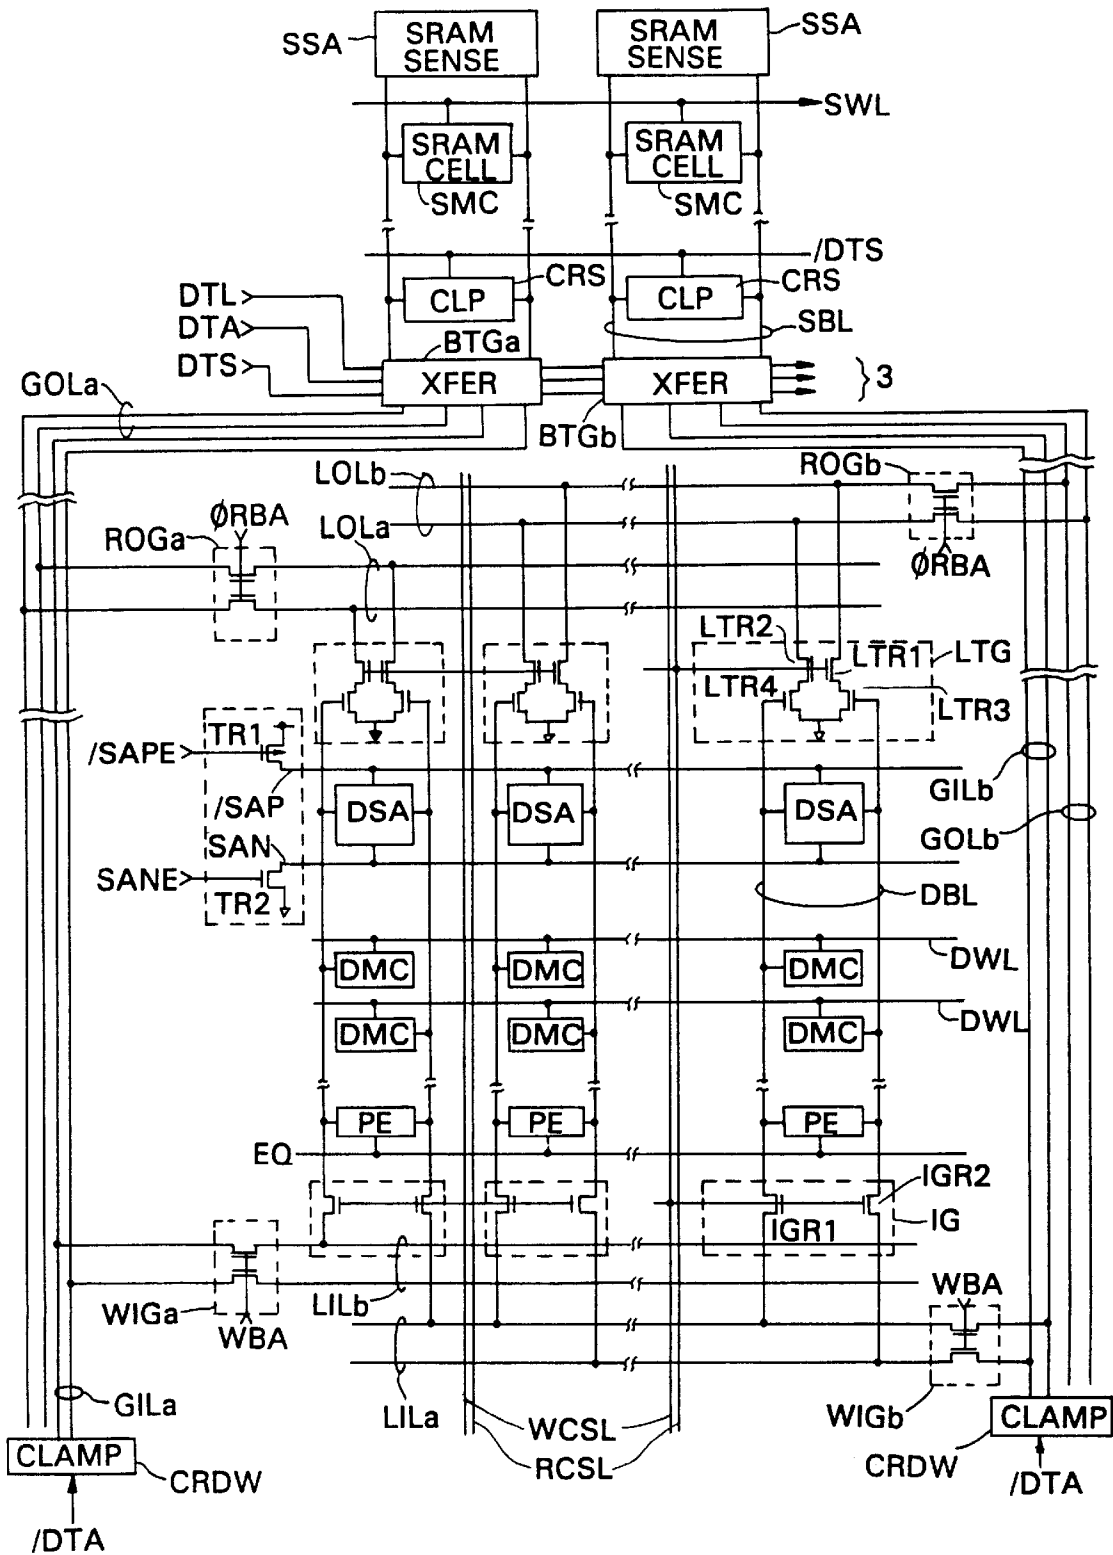 SSA
SRAM
SENSE
SRAM
SENSE
SSA
SWL
SRAM
CELL
SMC
SRAM
CELL
SMC
/DTS
CRS
CLP
CRS
CLP
DTL
DTA
DTS
SBL
BTGa
XFER
XFER
3
GOLa
BTGb
LOLb
ROGb
ØRBA
LOLa
ROGa
ØRBA
LTR2
LTR1
LTG
LTR4
LTR3
TR1
/SAPE
/SAP
DSA
DSA
DSA
GILb
GOLb
SAN
SANE
TR2
DBL
DMC
DMC
DMC
DWL
DMC
DMC
DMC
DWL
PE
PE
PE
EQ
IGR2
IGR1
IG
WIGa
LILb
WBA
WBA
GILa
LILa
WCSL
WIGb
CLAMP
RCSL
CRDW
CLAMP
CRDW
/DTA
/DTA